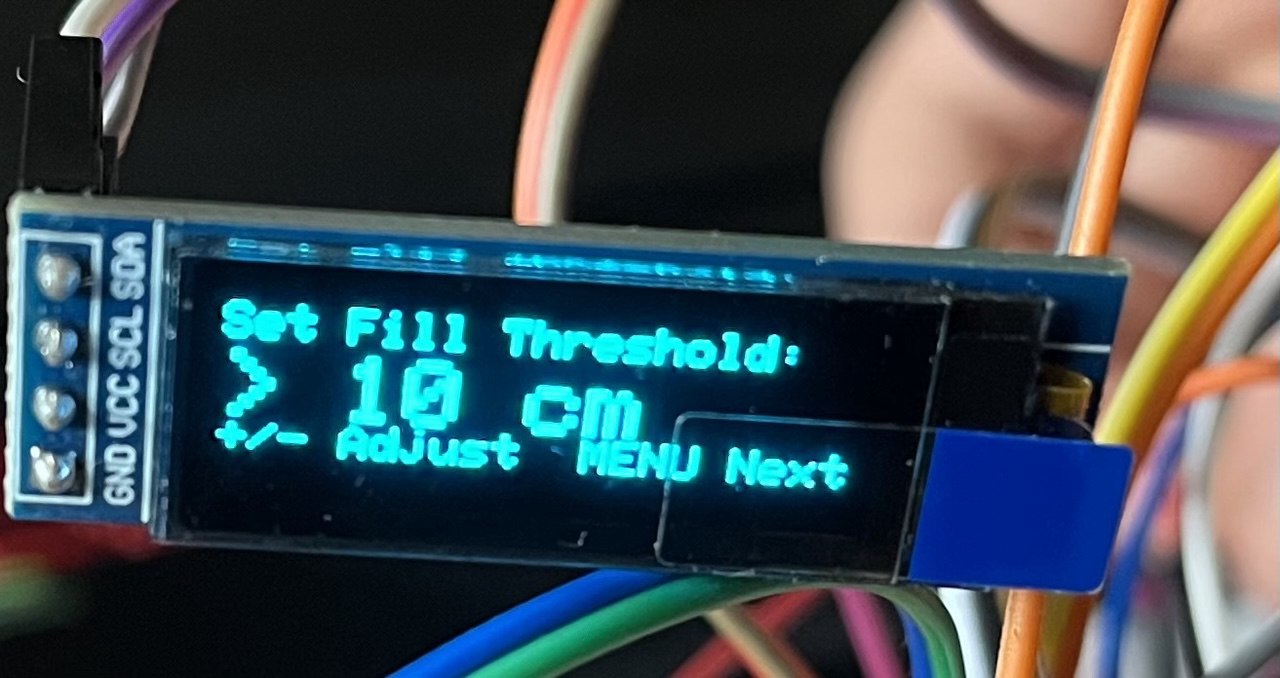 Set Fill Threshold:
> 10 cm
+/- Adjust MENU Next
GND VCC SCL SDA